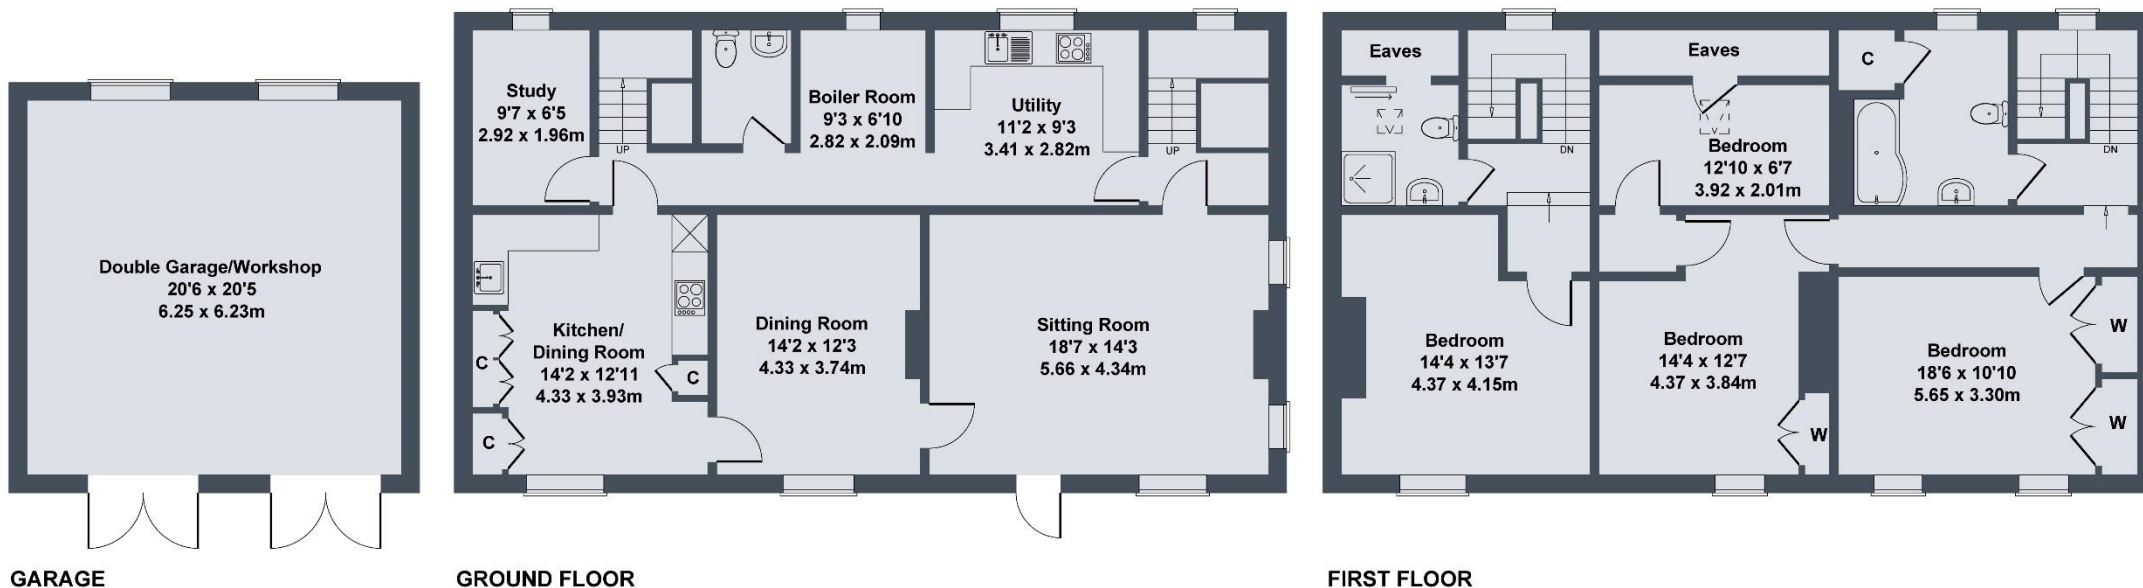 Double Garage/Workshop
20'6 x 20'5
6.25 x 6.23m
GARAGE
Study
9'7 x 6'5
2.92 x 1.96m
UP
Boiler Room
9'3 x 6'10
2.82 x 2.09m
Utility
11'2 x 9'3
3.41 x 2.82m
UP
Kitchen/
Dining Room
14'2 x 12'11
4.33 x 3.93m
C
C
C
Dining Room
14'2 x 12'3
4.33 x 3.74m
Sitting Room
18'7 x 14'3
5.66 x 4.34m
GROUND FLOOR
Eaves
Eaves
C
DN
DN
Bedroom
12'10 x 6'7
3.92 x 2.01m
Bedroom
14'4 x 13'7
4.37 x 4.15m
Bedroom
14'4 x 12'7
4.37 x 3.84m
W
Bedroom
18'6 x 10'10
5.65 x 3.30m
W
W
FIRST FLOOR